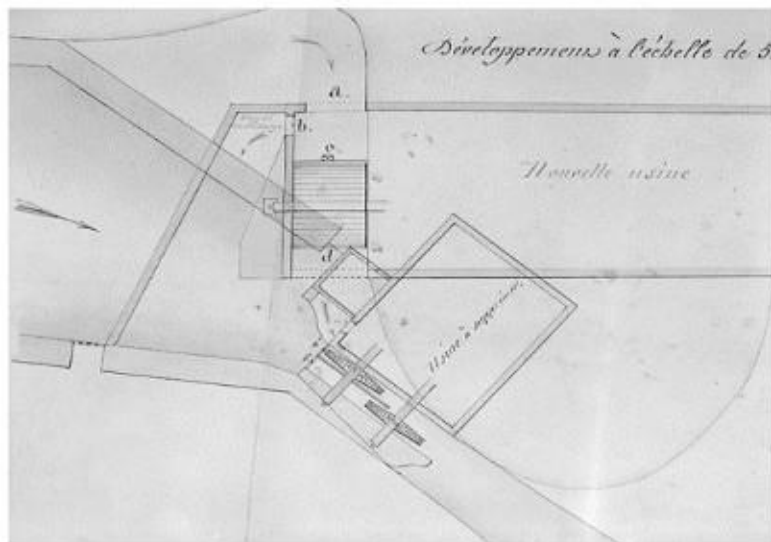 Développemens à l'échelle de 5
a.
b.
c
Nouvelle usine
d
Usine à supprimer.